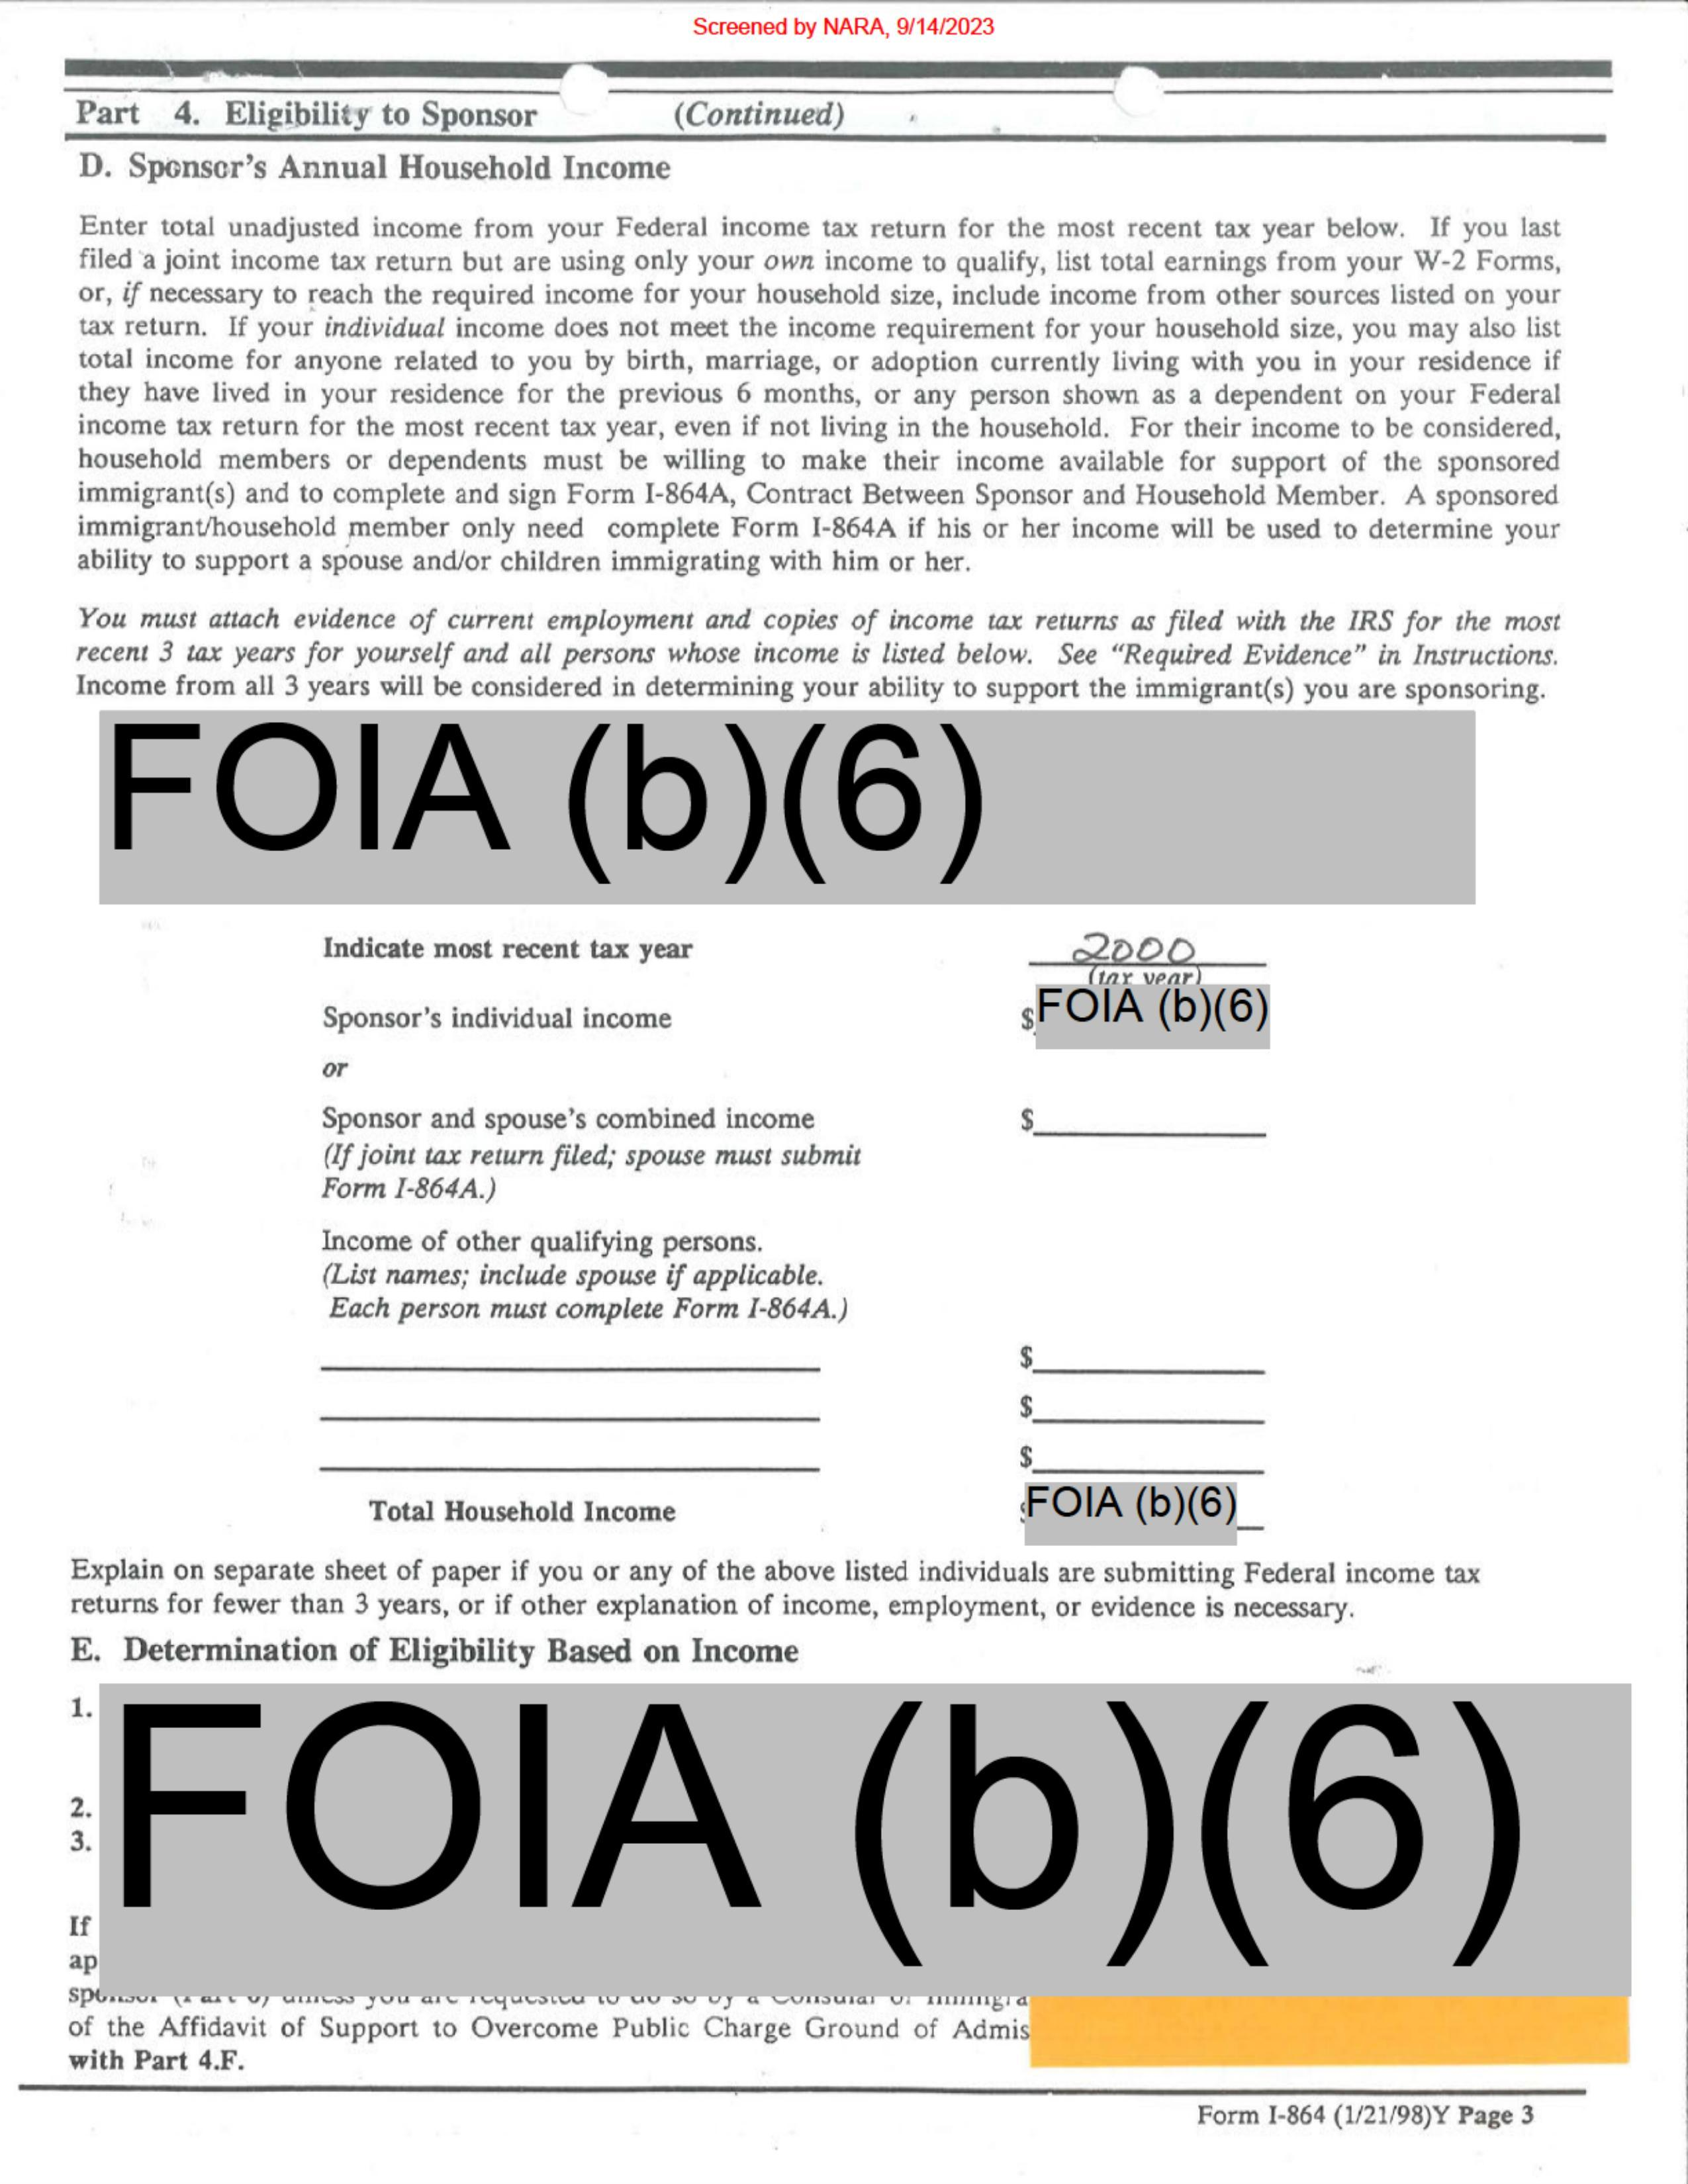 Screened by NARA, 9/14/2023
Part 4. Eligibility to Sponsor (Continued)
D. Sponsor's Annual Household Income
Enter total unadjusted income from your Federal income tax return for the most recent tax year below. If you last
filed a joint income tax return but are using only your own income to qualify, list total earnings from your W-2 Forms,
or, if necessary to reach the required income for your household size, include income from other sources listed on your
tax return. If your individual income does not meet the income requirement for your household size, you may also list
total income for anyone related to you by birth, marriage, or adoption currently living with you in your residence if
they have lived in your residence for the previous 6 months, or any person shown as a dependent on your Federal
income tax return for the most recent tax year, even if not living in the household. For their income to be considered,
household members or dependents must be willing to make their income available for support of the sponsored
immigrant(s) and to complete and sign Form I-864A, Contract Between Sponsor and Household Member. A sponsored
immigrant/household member only need complete Form I-864A if his or her income will be used to determine your
ability to support a spouse and/or children immigrating with him or her.
You must attach evidence of current employment and copies of income tax returns as filed with the IRS for the most
recent 3 tax years for yourself and all persons whose income is listed below. See “Required Evidence” in Instructions.
Income from all 3 years will be considered in determining your ability to support the immigrant(s) you are sponsoring.
FOIA (b)(6)
Indicate most recent tax year 2000
(tax year)
Sponsor's individual income $ FOIA (b)(6)
or
Sponsor and spouse's combined income $
(If joint tax return filed; spouse must submit
Form I-864A.)
Income of other qualifying persons.
(List names; include spouse if applicable.
Each person must complete Form I-864A.)
$
$
$
Total Household Income FOIA (b)(6)
Explain on separate sheet of paper if you or any of the above listed individuals are submitting Federal income tax
returns for fewer than 3 years, or if other explanation of income, employment, or evidence is necessary.
E. Determination of Eligibility Based on Income
1. FOIA (b)(6)
2.
3.
If
ap
sponsor (Part 6) unless you are requested to do so by a Consular or Immigra
of the Affidavit of Support to Overcome Public Charge Ground of Admis
with Part 4.F.
Form I-864 (1/21/98)Y Page 3